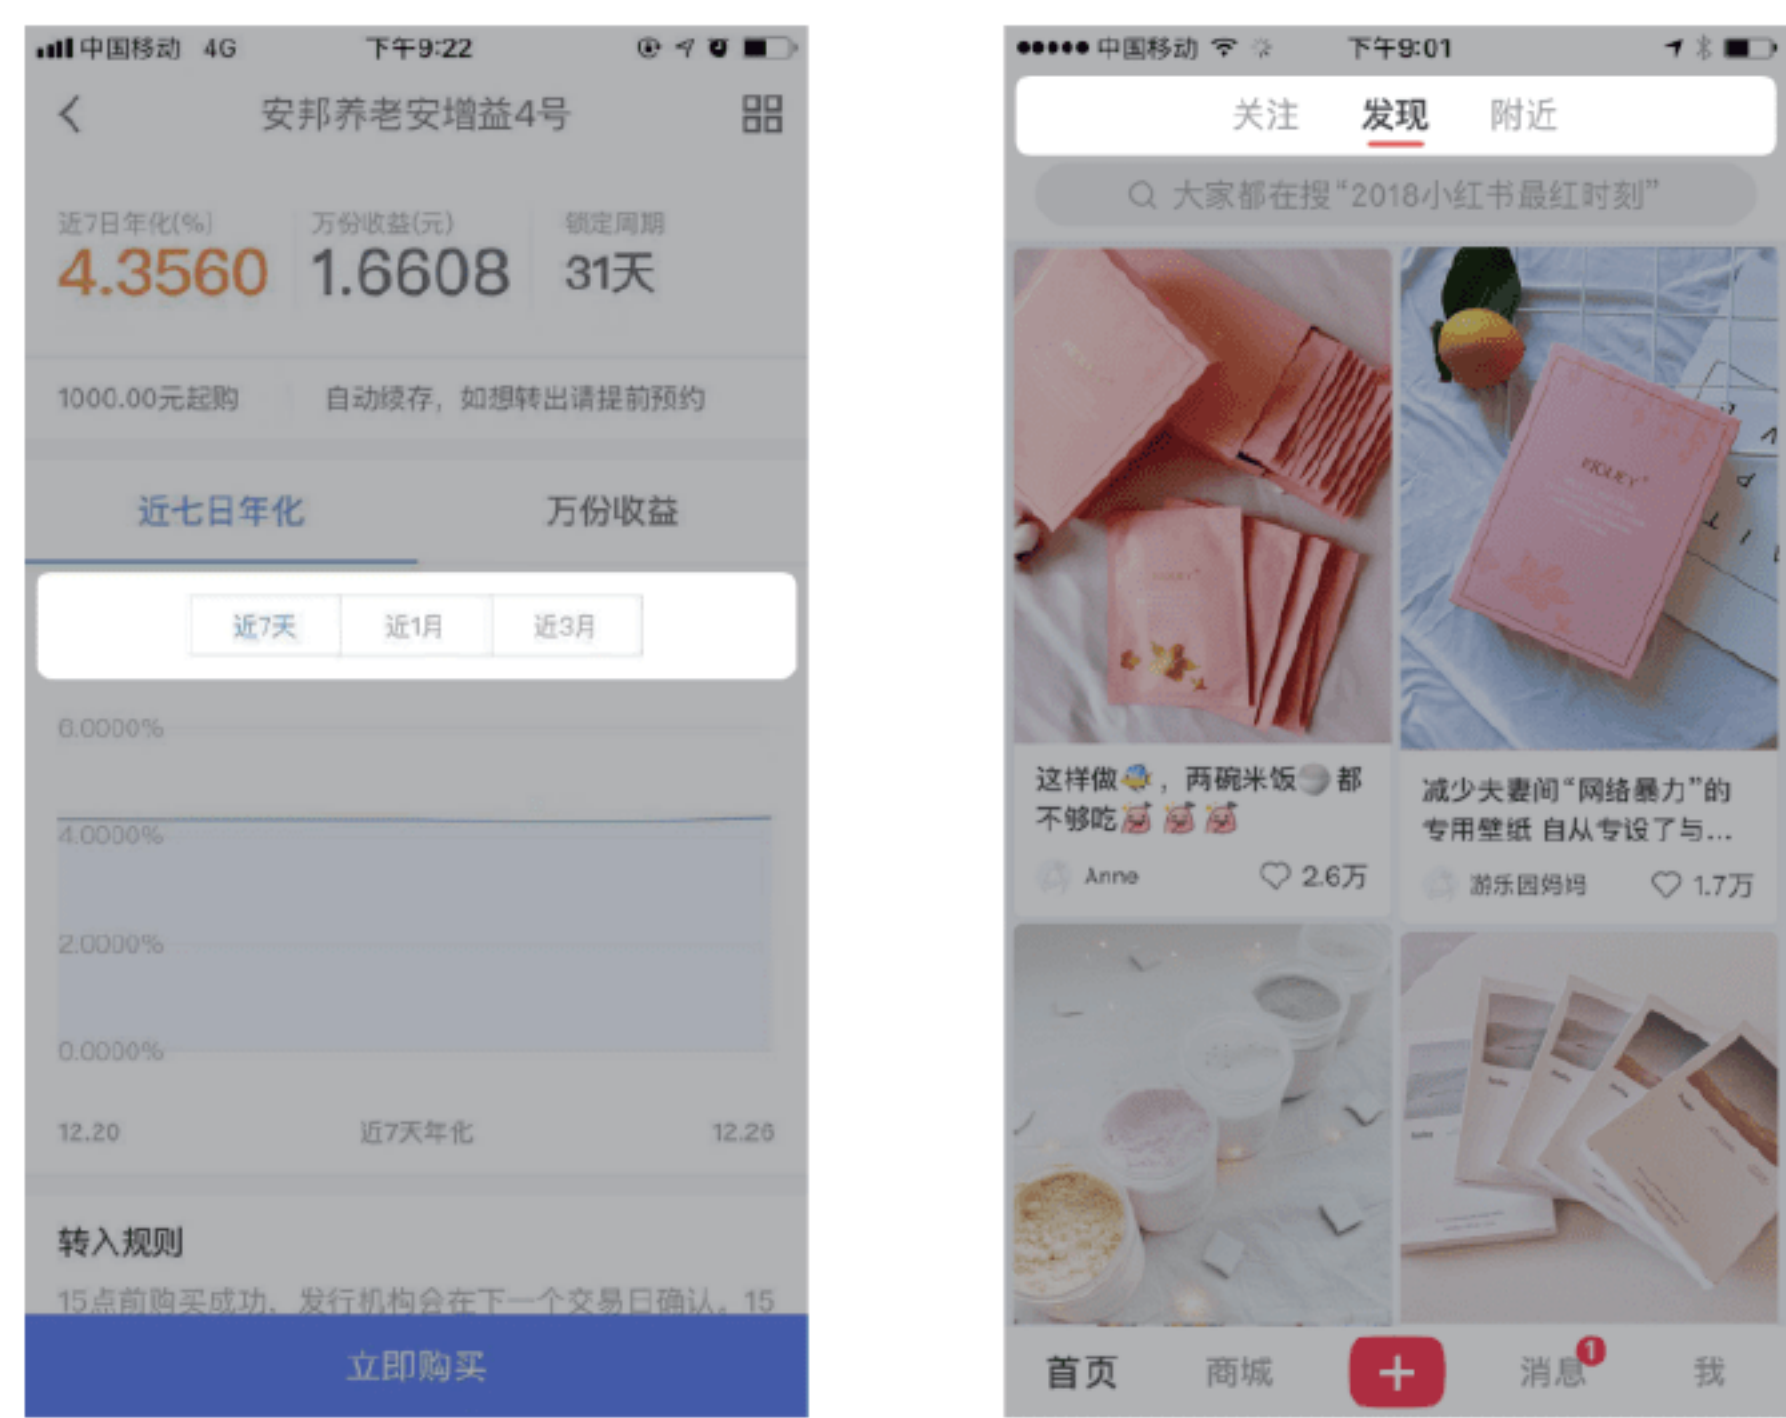 中国移动 4G 下午9:22
安邦养老安增益4号
近7日年化(%) 万份收益(元) 锁定周期
4.3560 1.6608 31天
1000.00元起购 自动续存，如想转出请提前预约
近七日年化 万份收益
近7天 近1月 近3月
6.0000%
4.0000%
2.0000%
0.0000%
12.20 近7天年化 12.26
转入规则
15点前购买成功，发行机构会在下一个交易日确认。15
立即购买
中国移动 下午9:01
关注 发现 附近
大家都在搜“2018小红书最红时刻”
这样做，两碗米饭都
不够吃
Anne 2.6万
减少夫妻间“网络暴力”的
专用壁纸 自从专设了与...
游乐园妈妈 1.7万
首页 商城 + 消息 1 我